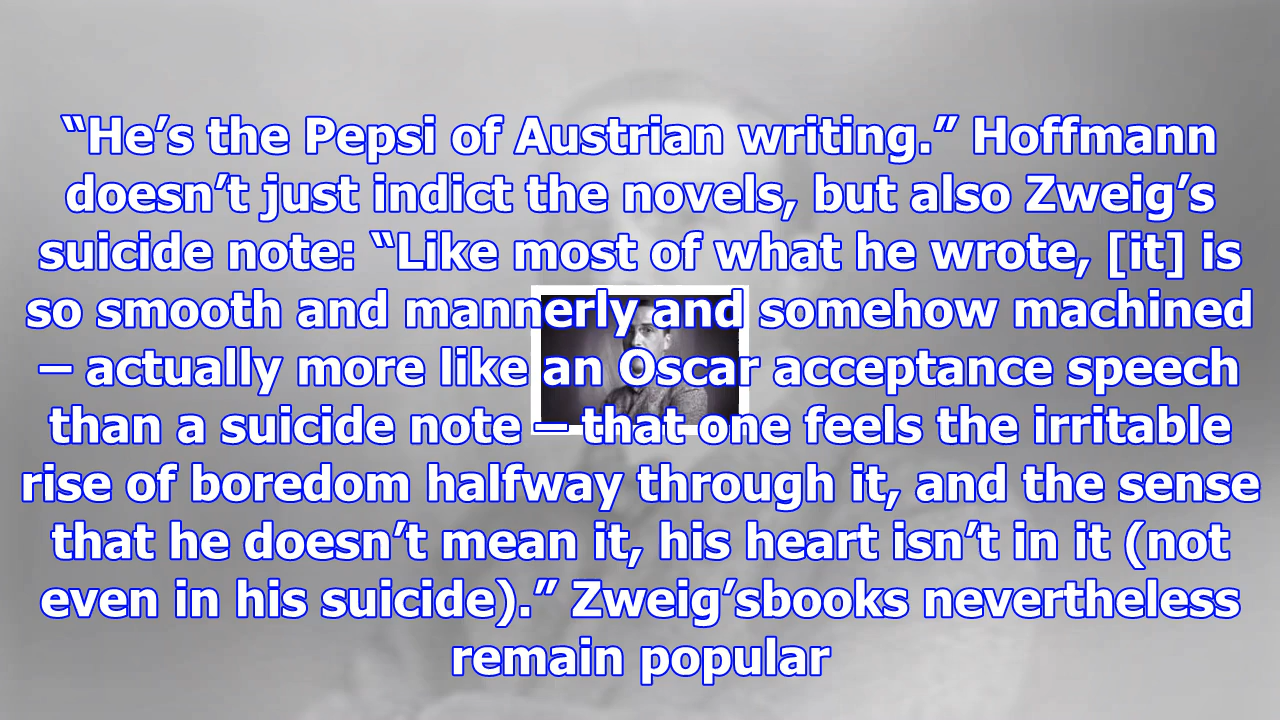 “He’s the Pepsi of Austrian writing.” Hoffmann
doesn’t just indict the novels, but also Zweig’s
suicide note: “Like most of what he wrote, [it] is
so smooth and mannerly and somehow machined
– actually more like an Oscar acceptance speech
than a suicide note – that one feels the irritable
rise of boredom halfway through it, and the sense
that he doesn’t mean it, his heart isn’t in it (not
even in his suicide).” Zweig’sbooks nevertheless
remain popular